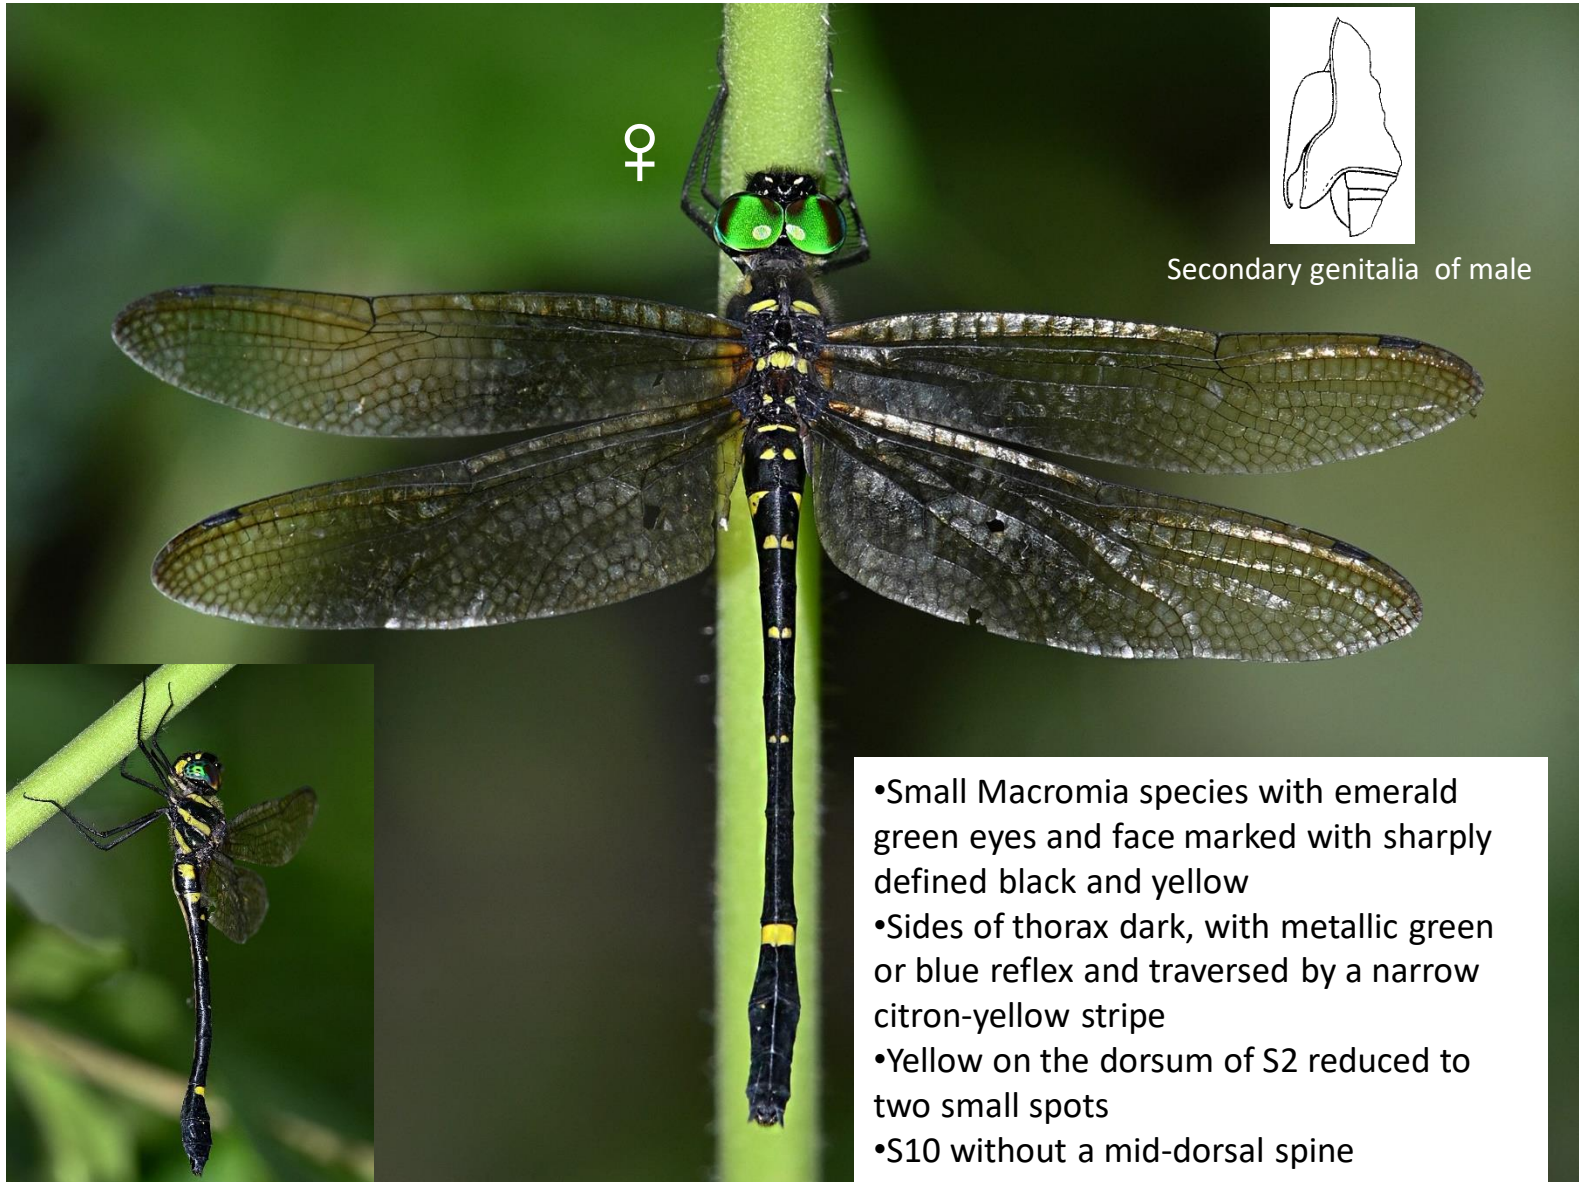 ♀
Secondary genitalia of male
•Small Macromia species with emerald
green eyes and face marked with sharply
defined black and yellow
•Sides of thorax dark, with metallic green
or blue reflex and traversed by a narrow
citron-yellow stripe
•Yellow on the dorsum of S2 reduced to
two small spots
•S10 without a mid-dorsal spine